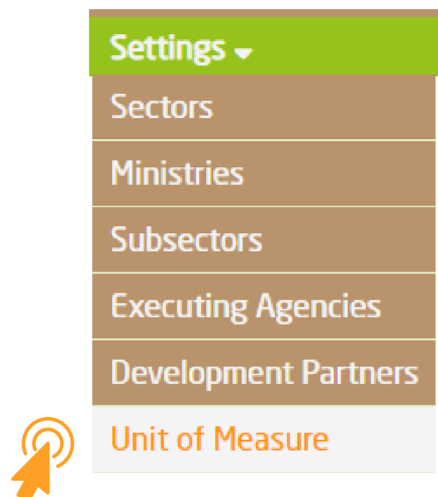 Settings
Sectors
Ministries
Subsectors
Executing Agencies
Development Partners
Unit of Measure